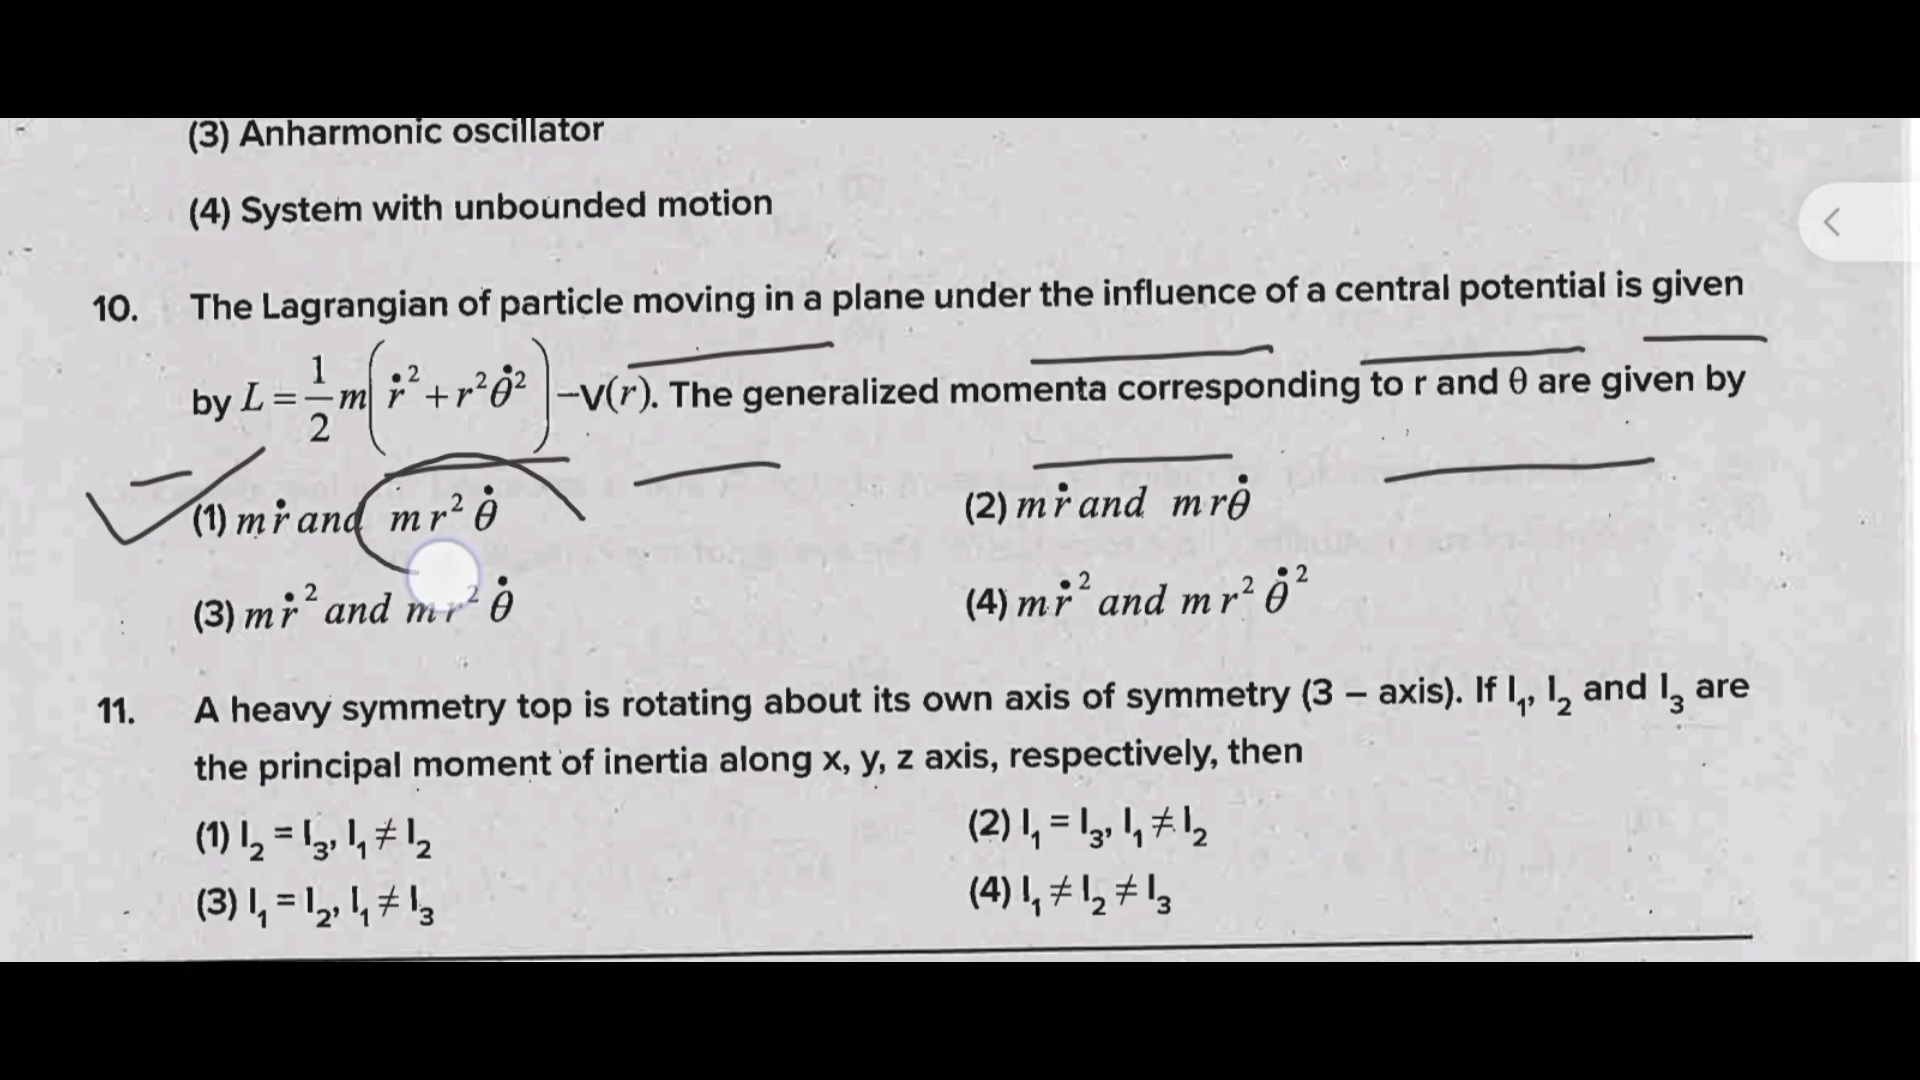 (3) Anharmonic oscillator
(4) System with unbounded motion
10. The Lagrangian of particle moving in a plane under the influence of a central potential is given
by L = 1/2 m(ṙ² + r²θ̇²) −V(r). The generalized momenta corresponding to r and θ are given by
(1) mṙ and mr²θ̇ (2) mṙ and mrθ̇
(3) mṙ² and mr²θ̇ (4) mṙ² and mr²θ̇²
11. A heavy symmetry top is rotating about its own axis of symmetry (3 – axis). If I₁, I₂ and I₃ are
the principal moment of inertia along x, y, z axis, respectively, then
(1) I₂ = I₃, I₁ ≠ I₂ (2) I₁ = I₃, I₁ ≠ I₂
(3) I₁ = I₂, I₁ ≠ I₃ (4) I₁ ≠ I₂ ≠ I₃